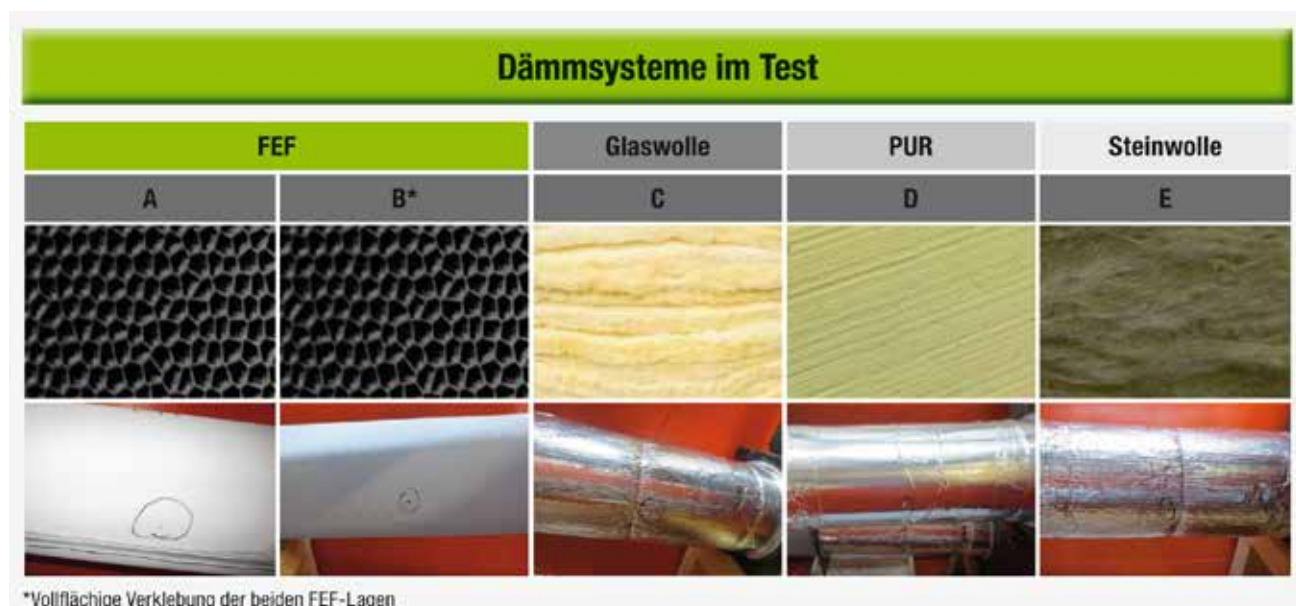 Dämmsysteme im Test
FEF Glaswolle PUR Steinwolle
A B* C D E
*Vollflächige Verklebung der beiden FEF-Lagen